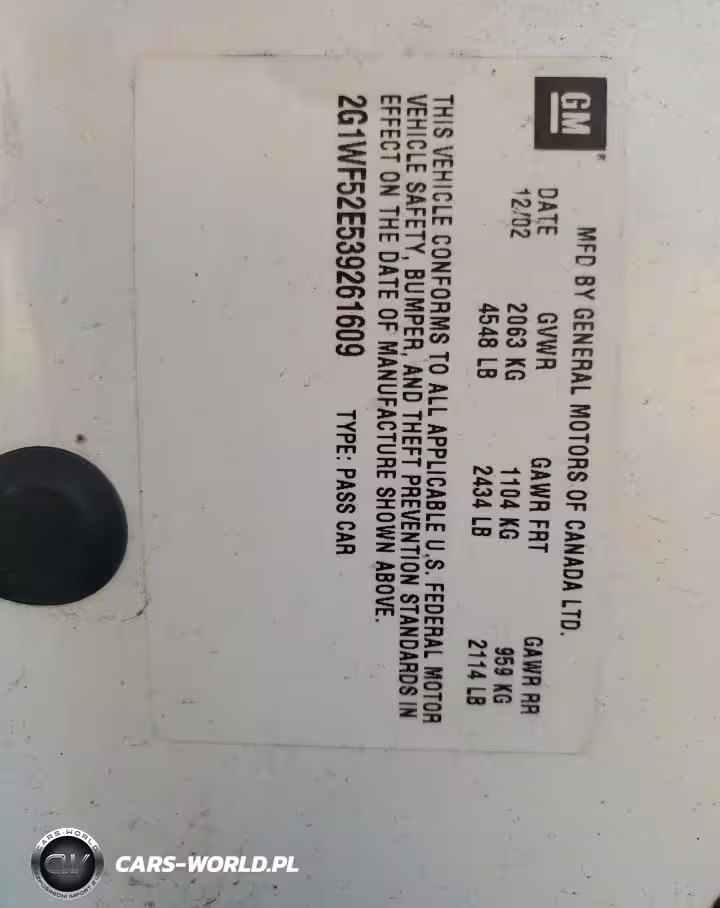 GM®
MFD BY GENERAL MOTORS OF CANADA LTD.
DATE GVWR GAWR FRT GAWR RR
12/02 2063 KG 1104 KG 959 KG
4548 LB 2434 LB 2114 LB
THIS VEHICLE CONFORMS TO ALL APPLICABLE U.S. FEDERAL MOTOR
VEHICLE SAFETY, BUMPER, AND THEFT PREVENTION STANDARDS IN
EFFECT ON THE DATE OF MANUFACTURE SHOWN ABOVE.
2G1WF52E539261609 TYPE: PASS CAR
CARS-WORLD
CW
CARS-WORLD.PL